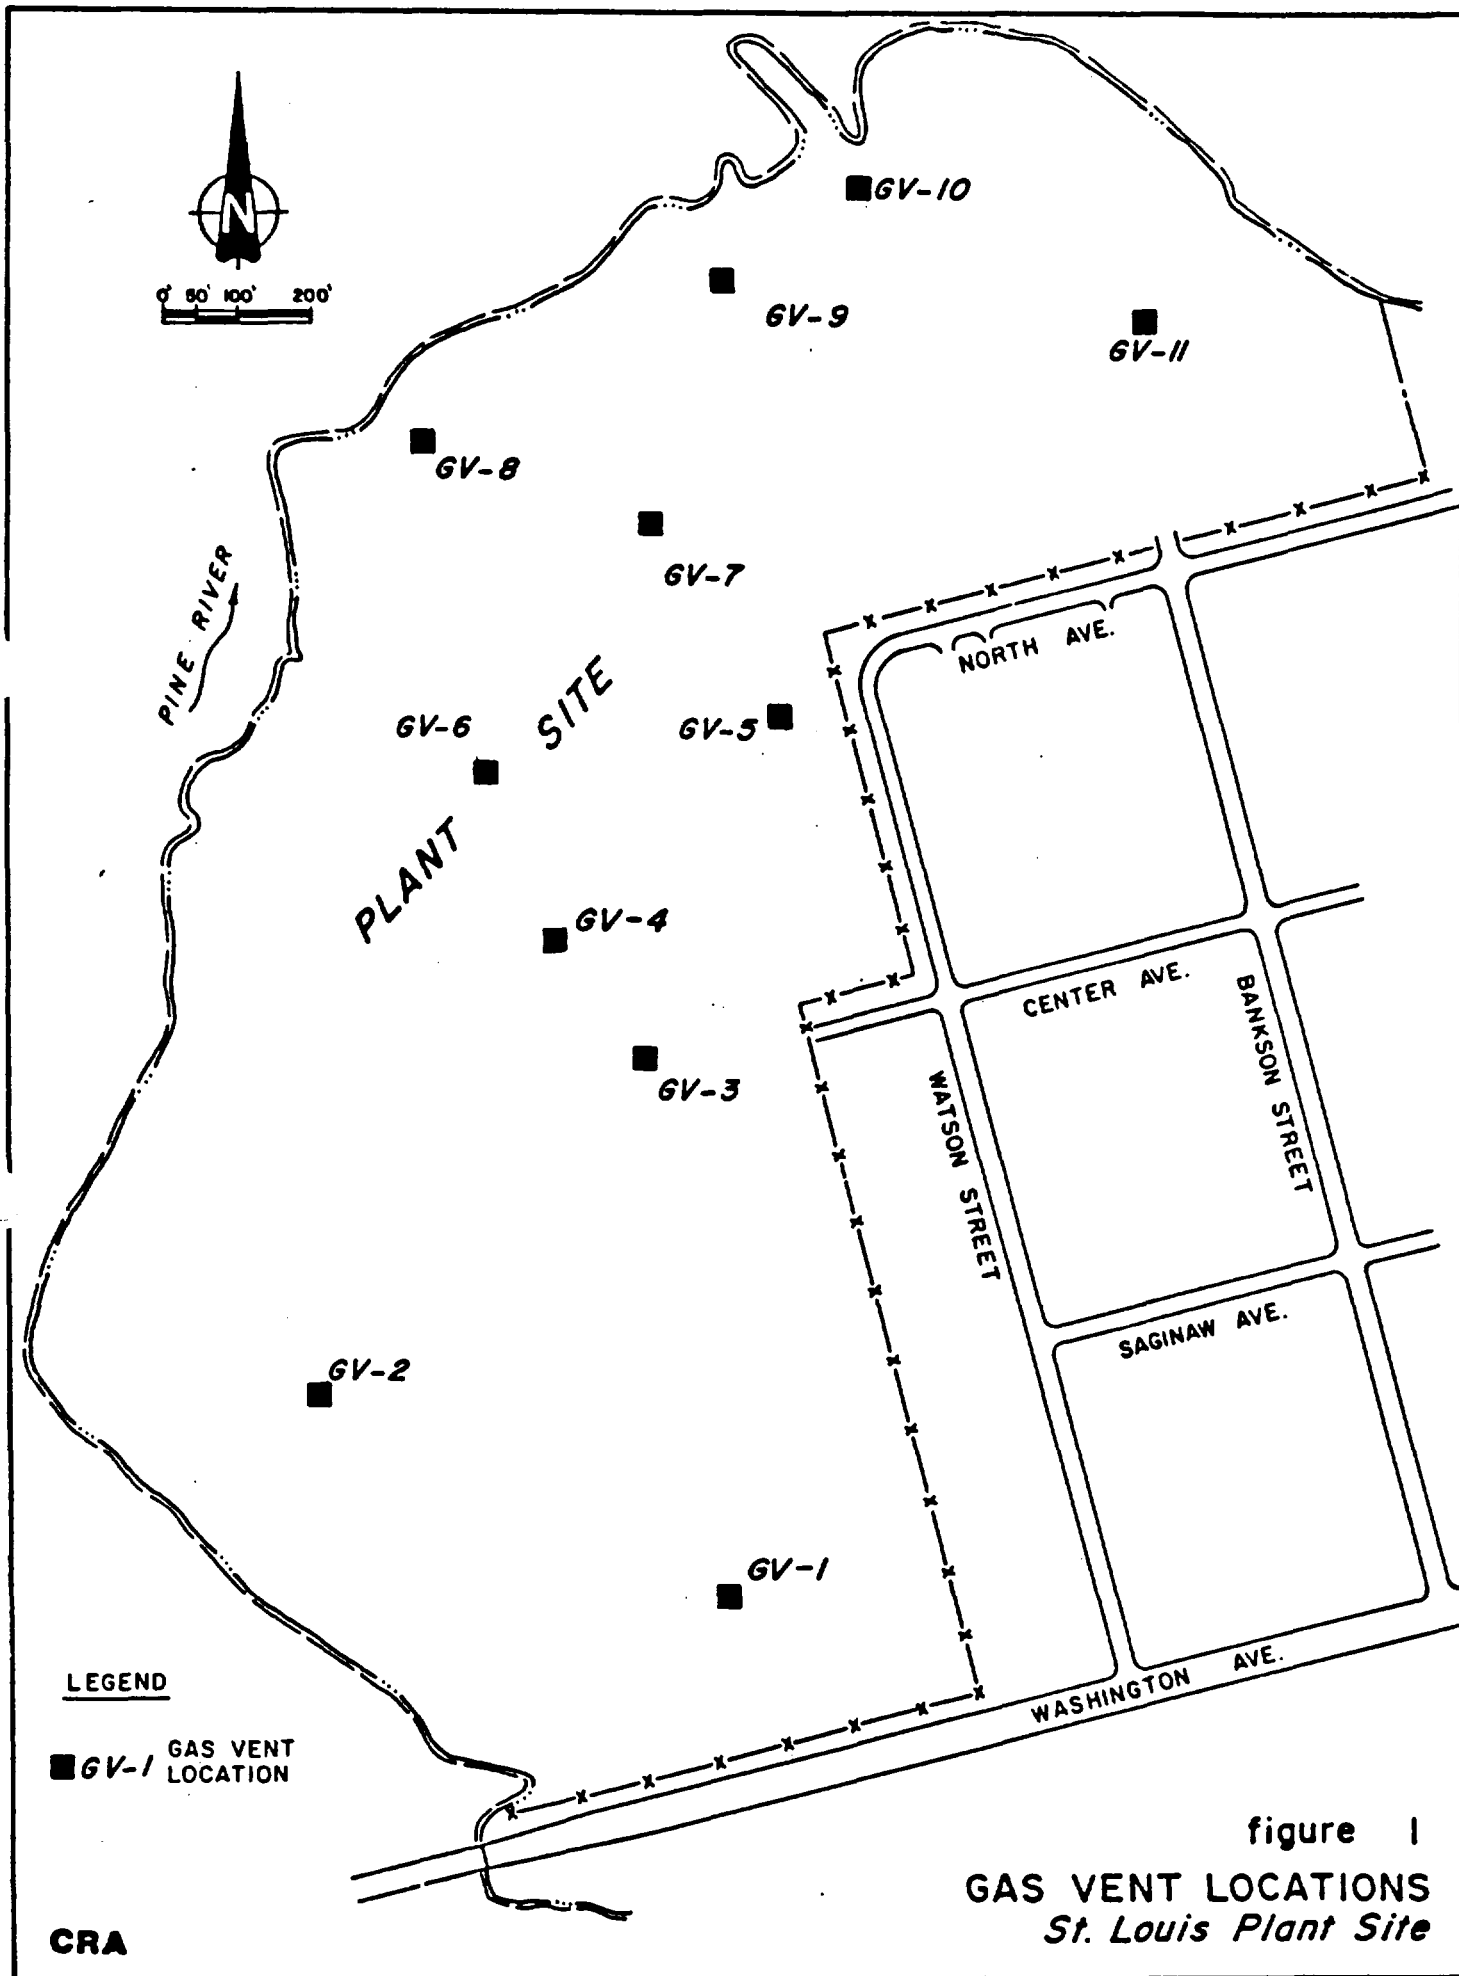 N
0' 50' 100' 200'
GV-10
GV-9
GV-11
GV-8
GV-7
PINE RIVER
NORTH AVE.
GV-6
GV-5
PLANT SITE
GV-4
CENTER AVE.
BANKSON STREET
GV-3
WATSON STREET
SAGINAW AVE.
GV-2
GV-1
WASHINGTON AVE.
LEGEND
GV-1 GAS VENT
LOCATION
figure 1
GAS VENT LOCATIONS
St. Louis Plant Site
CRA